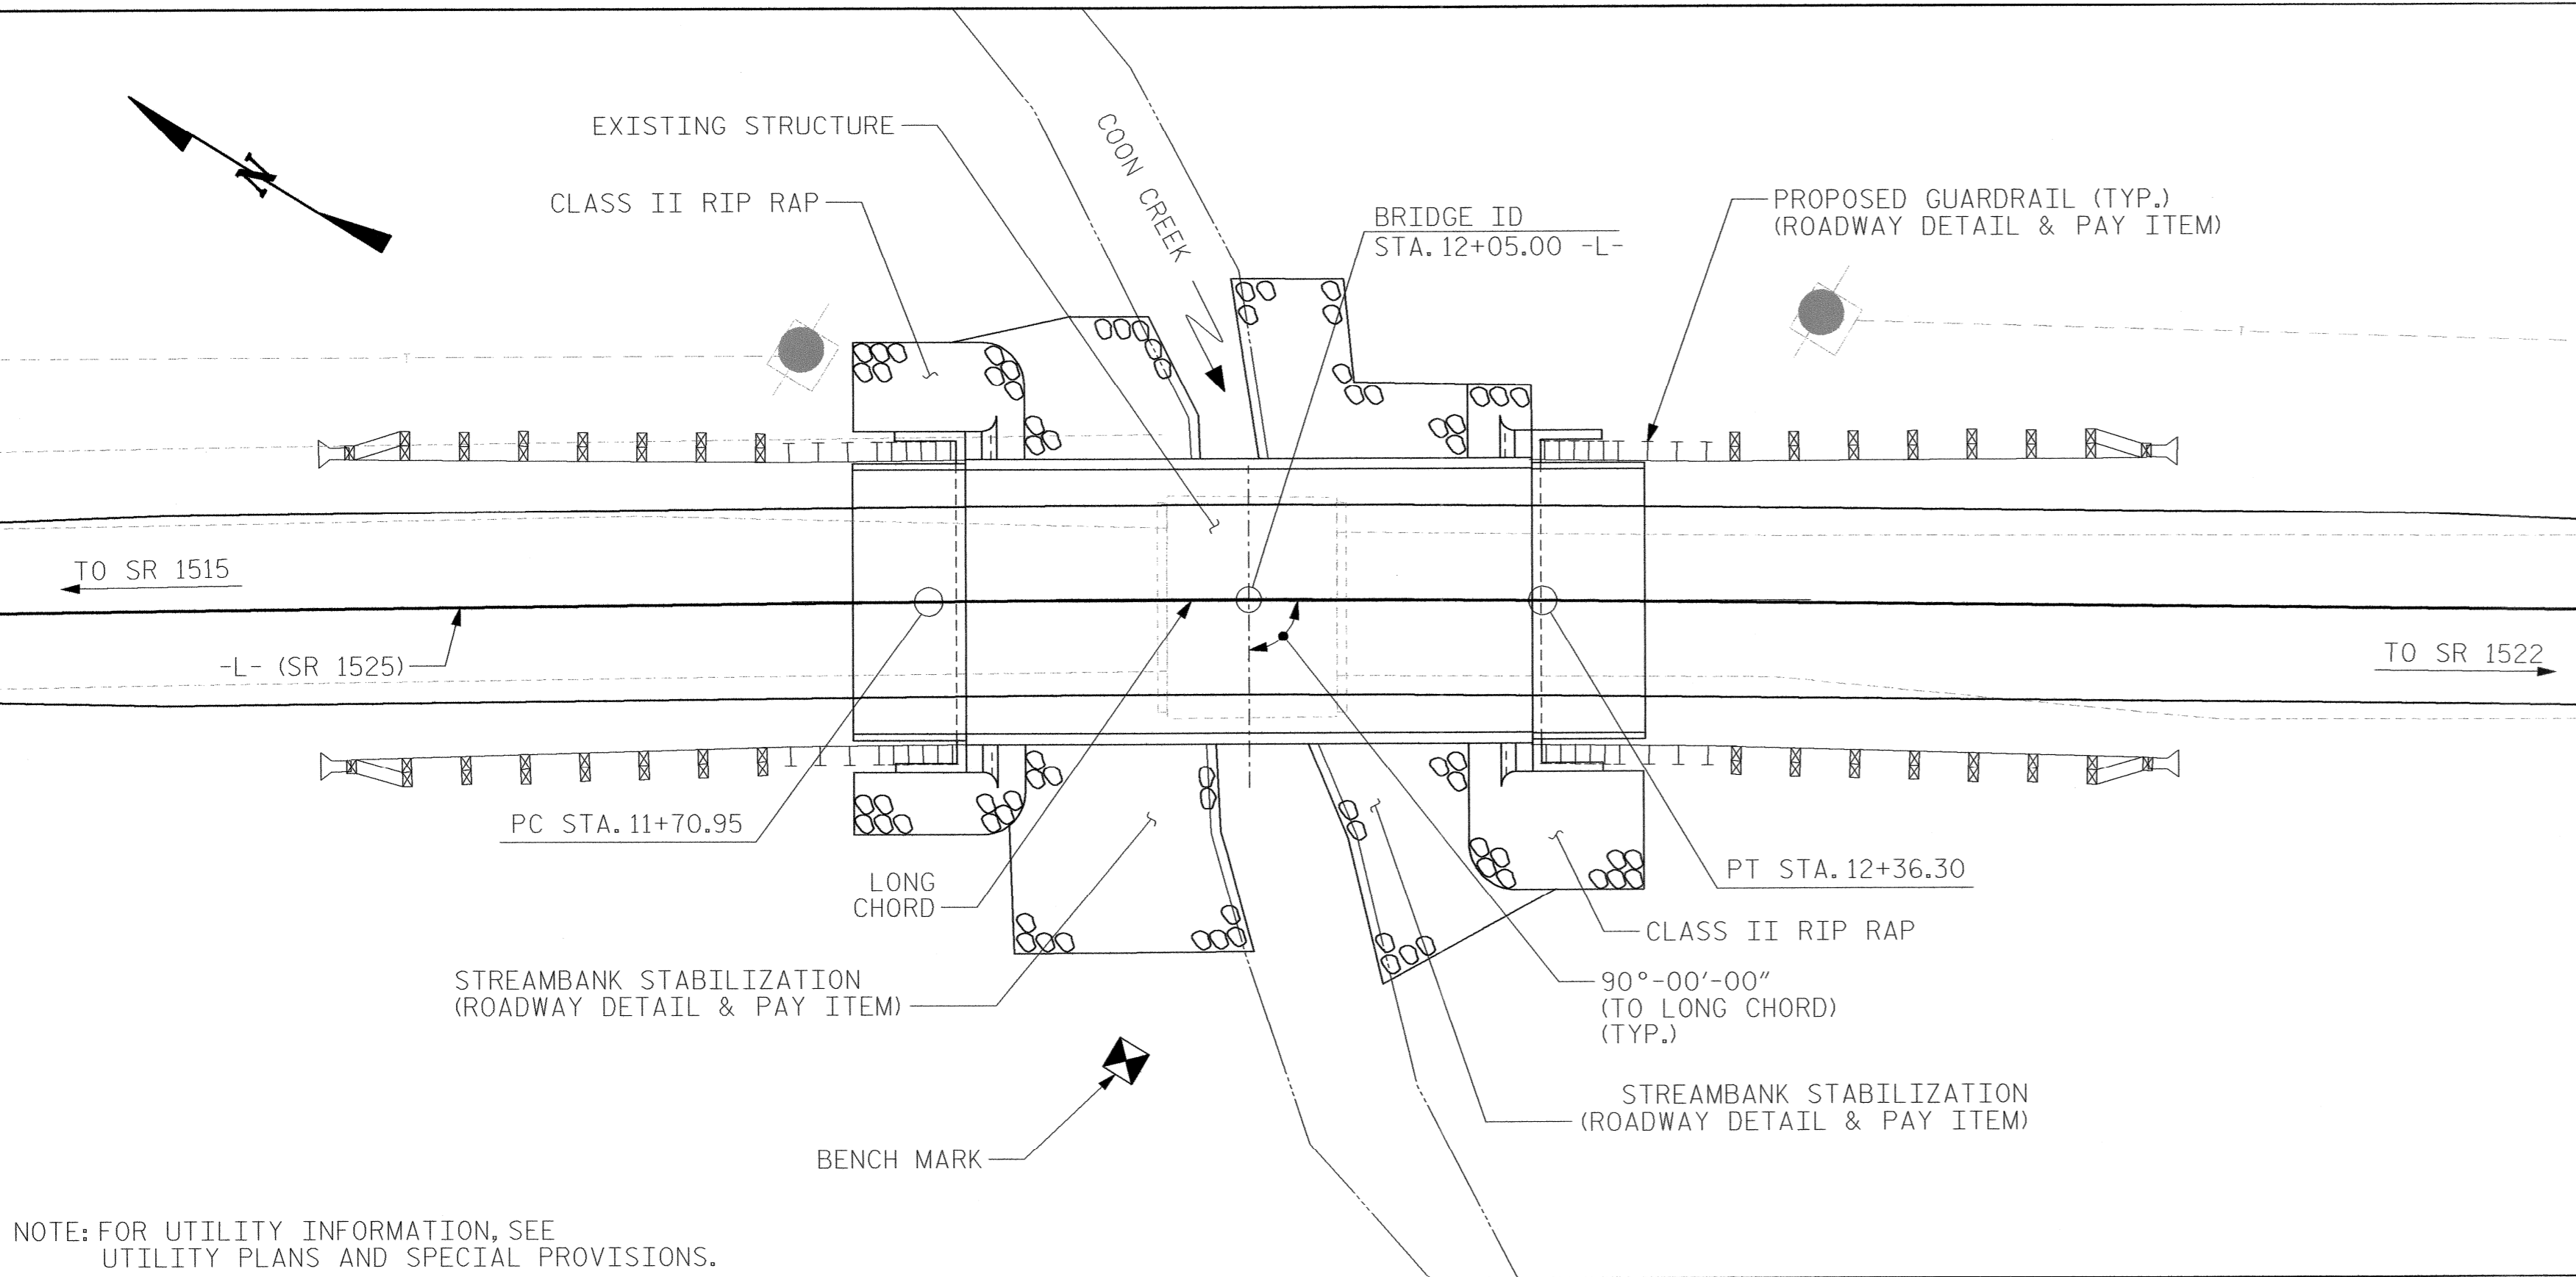 EXISTING STRUCTURE
CLASS II RIP RAP
N
COON CREEK
BRIDGE ID
STA. 12+05.00 -L-
PROPOSED GUARDRAIL (TYP.)
(ROADWAY DETAIL & PAY ITEM)
TO SR 1515
-L- (SR 1525)
TO SR 1522
PC STA. 11+70.95
LONG
CHORD
PT STA. 12+36.30
CLASS II RIP RAP
STREAMBANK STABILIZATION
(ROADWAY DETAIL & PAY ITEM)
90°-00'-00"
(TO LONG CHORD)
(TYP.)
STREAMBANK STABILIZATION
(ROADWAY DETAIL & PAY ITEM)
BENCH MARK
NOTE: FOR UTILITY INFORMATION, SEE
UTILITY PLANS AND SPECIAL PROVISIONS.